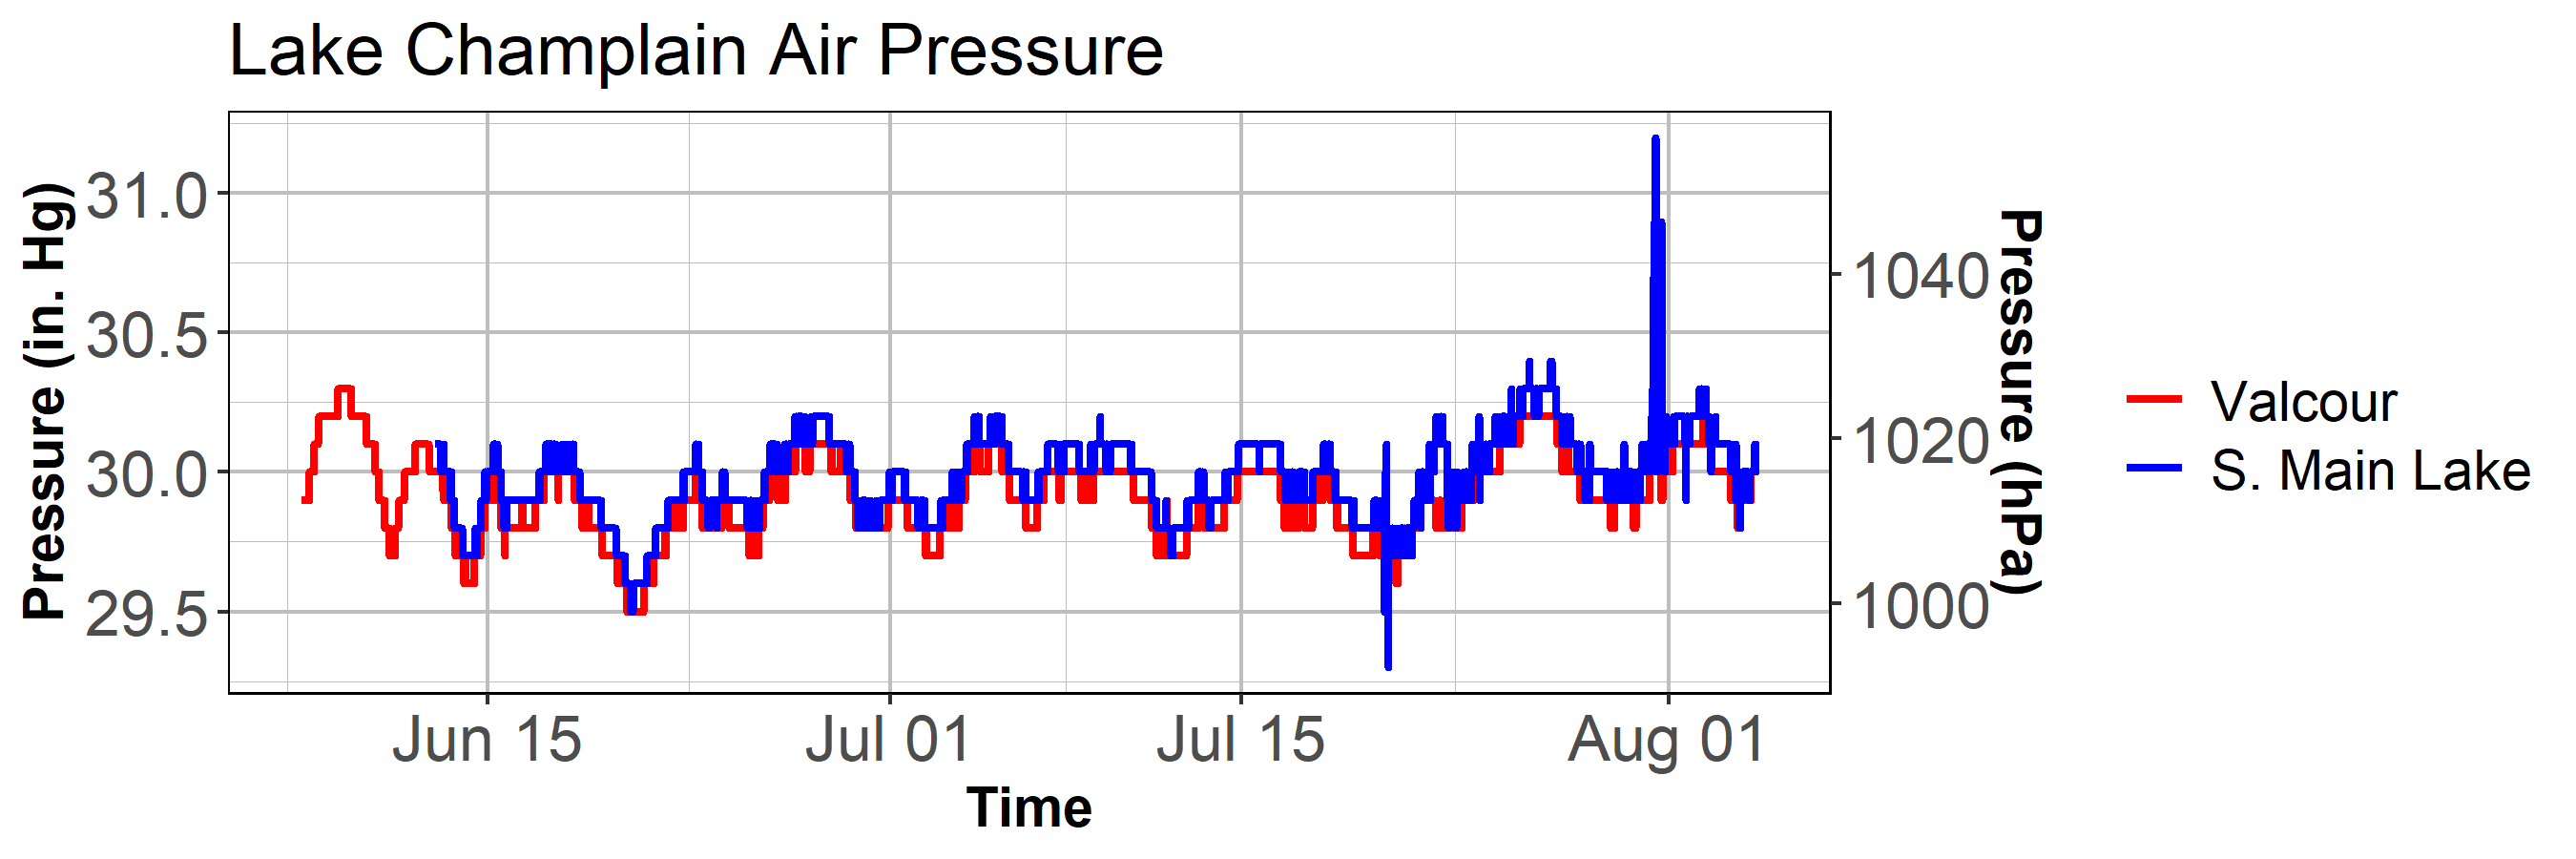 Lake Champlain Air Pressure
Pressure (in. Hg)
31.0
30.5
30.0
29.5
1040
1020
1000
Pressure (hPa)
Jun 15
Jul 01
Jul 15
Aug 01
Time
Valcour
S. Main Lake